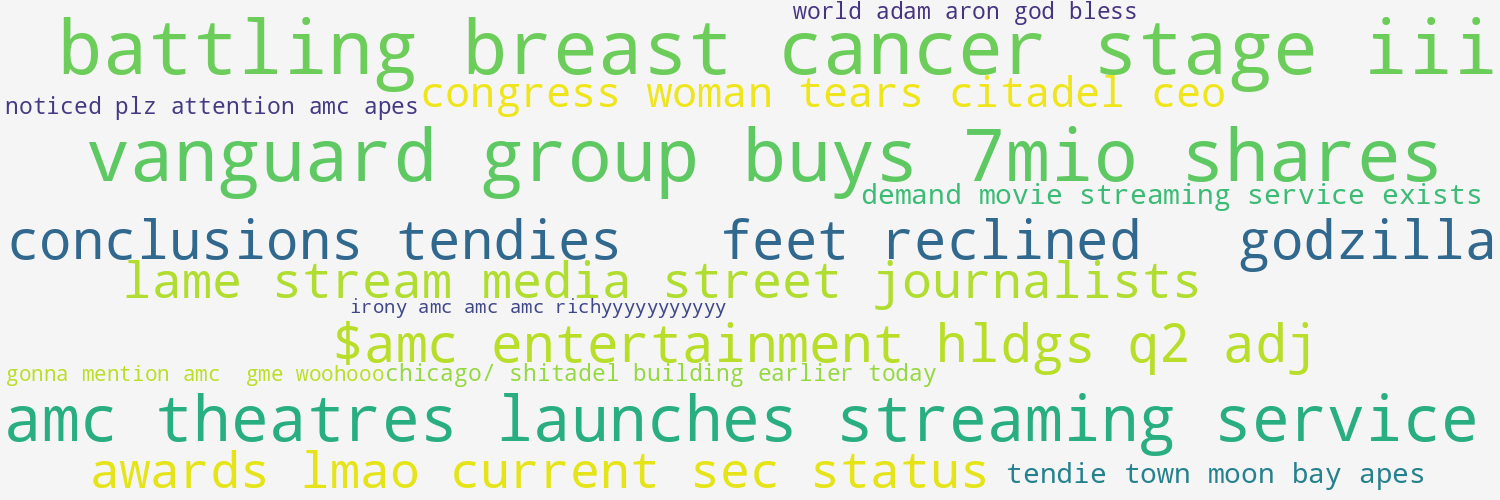 world adam aron god bless
battling breast cancer stage iii
congress woman tears citadel ceo
noticed plz attention amc apes
vanguard group buys 7mio shares
demand movie streaming service exists
conclusions tendies feet reclined godzilla
lame stream media street journalists
irony amc amc amc richyyyyyyyyyyy
$amc entertainment hldgs q2 adj
gonna mention amc gme woohooo
chicago/ shitadel building earlier today
amc theatres launches streaming service
awards lmao current sec status
tendie town moon bay apes